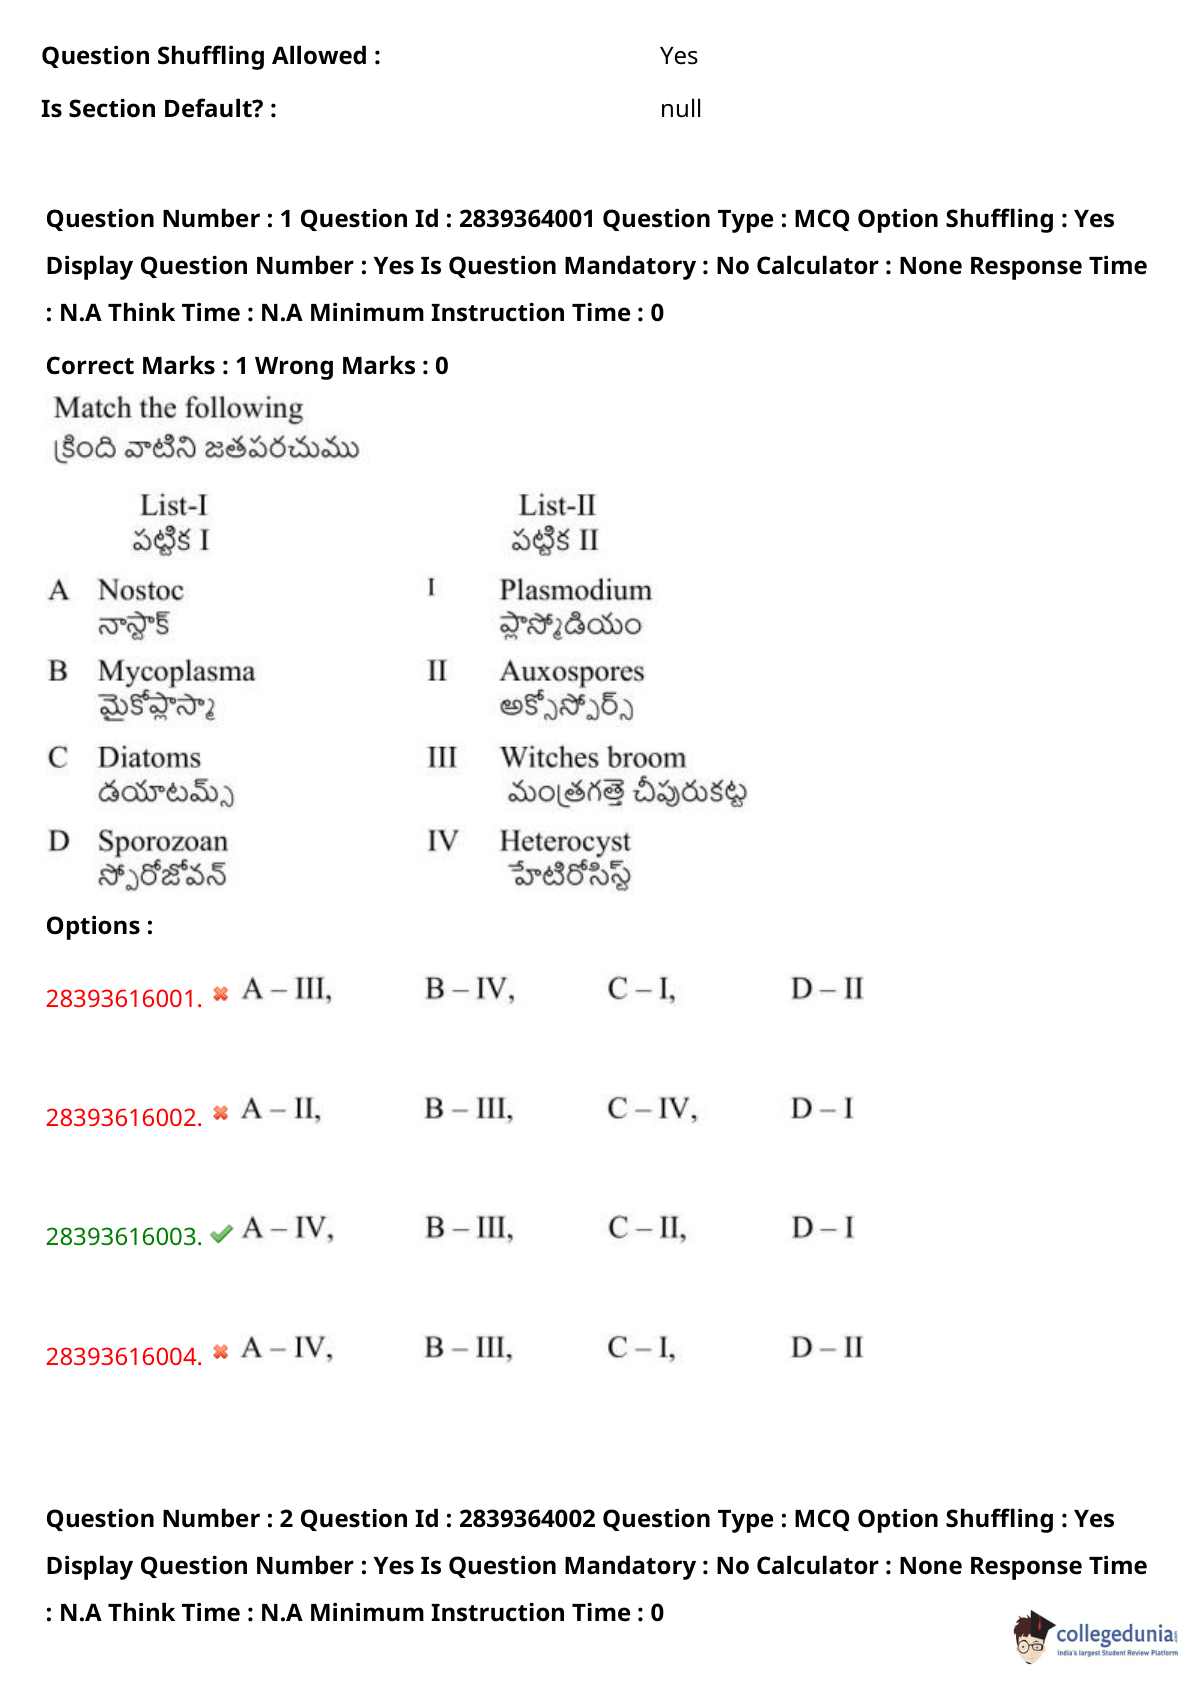 Question Shuffling Allowed : Yes
Is Section Default? : null
Question Number : 1 Question Id : 2839364001 Question Type : MCQ Option Shuffling : Yes
Display Question Number : Yes Is Question Mandatory : No Calculator : None Response Time
: N.A Think Time : N.A Minimum Instruction Time : 0
Correct Marks : 1 Wrong Marks : 0
Match the following
క్రింది వాటిని జతపరచుము
List-I List-II
పట్టిక I పట్టిక II
A Nostoc I Plasmodium
నాస్టాక్ ప్లాస్మోడియం
B Mycoplasma II Auxospores
మైకోప్లాస్మా అక్సోస్పోర్స్
C Diatoms III Witches broom
డయాటమ్స్ మంత్రగత్తె చీపురుకట్ట
D Sporozoan IV Heterocyst
స్పోరోజోవన్ హేటిరోసిస్ట్
Options :
28393616001. A – III, B – IV, C – I, D – II
28393616002. A – II, B – III, C – IV, D – I
28393616003. A – IV, B – III, C – II, D – I
28393616004. A – IV, B – III, C – I, D – II
Question Number : 2 Question Id : 2839364002 Question Type : MCQ Option Shuffling : Yes
Display Question Number : Yes Is Question Mandatory : No Calculator : None Response Time
: N.A Think Time : N.A Minimum Instruction Time : 0
collegedunia
India's largest Student Review Platform